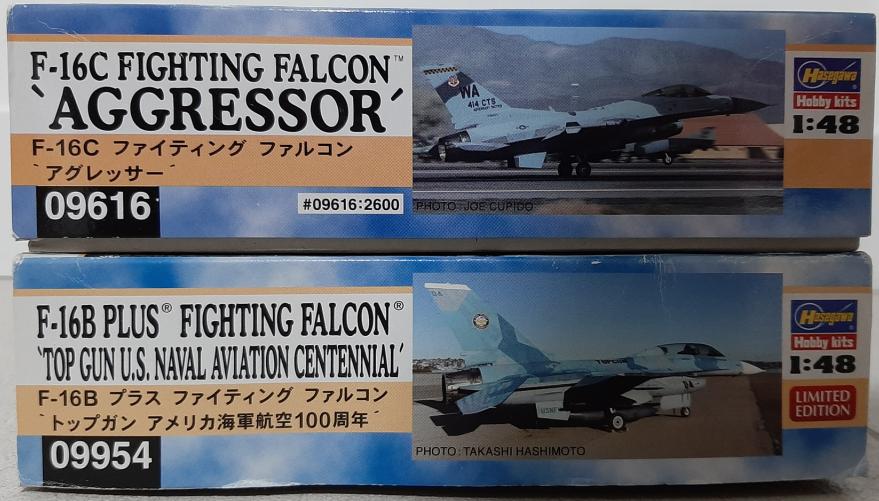 F-16C FIGHTING FALCON™
‵AGGRESSOR′
F-16C ファイティング ファルコン
‵アグレッサー′
09616
#09616:2600
WA
414 CTS
PHOTO : JOE CUPIDO
Hasegawa
Hobby kits
1:48
F-16B PLUS® FIGHTING FALCON®
‵TOP GUN U.S. NAVAL AVIATION CENTENNIAL′
F-16B プラス ファイティング ファルコン
‵トップガン アメリカ海軍航空100周年′
09954
PHOTO : TAKASHI HASHIMOTO
Hasegawa
Hobby kits
1:48
LIMITED
EDITION